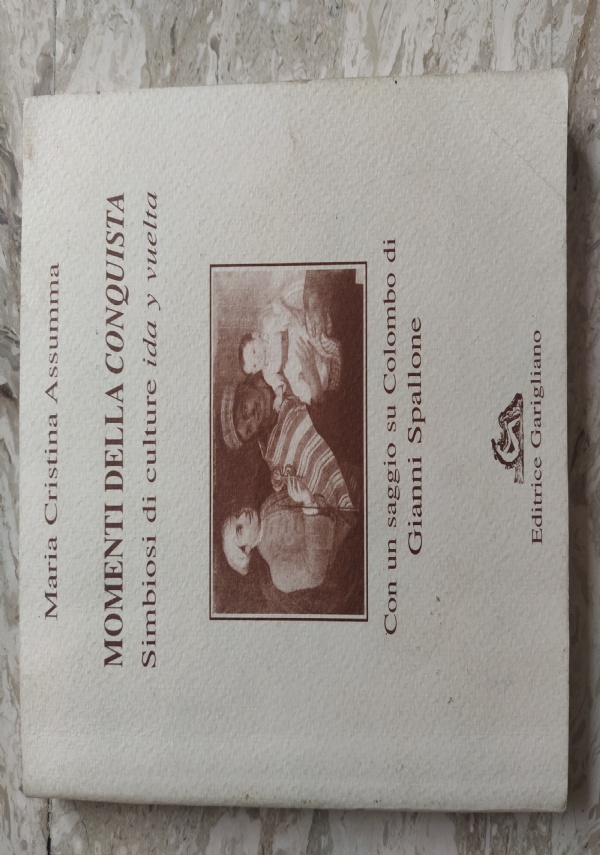 Maria Cristina Assumma
MOMENTI DELLA CONQUISTA
Simbiosi di culture ida y vuelta
Con un saggio su Colombo di
Gianni Spallone
Editrice Garigliano